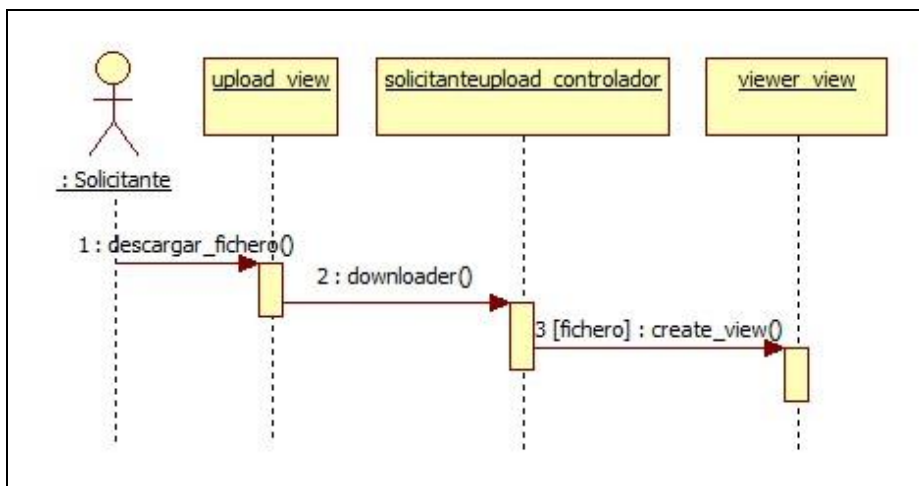 upload_view
solicitanteupload_controlador
viewer_view
: Solicitante
1 : descargar_fichero()
2 : downloader()
3 [fichero] : create_view()